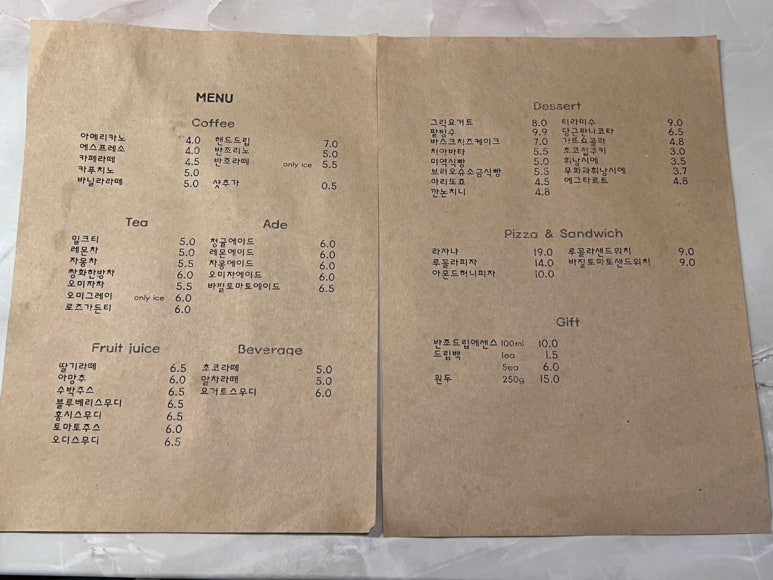 MENU
Coffee
아메리카노 4.0
에스프레소 4.0
카페라떼 4.5
카푸치노 5.0
바닐라라떼 5.0
핸드드립 7.0
반조리노 5.0
반조라떼 only ice 5.5
샷추가 0.5
Tea
밀크티 5.0
레몬차 5.0
자몽차 5.5
쌍화한방차 6.0
오미자차 5.5
오미그레이 only ice 6.0
로즈가든티 6.0
Ade
청귤에이드 6.0
레몬에이드 6.0
자몽에이드 6.0
오미자에이드 6.0
바질토마토에이드 6.5
Fruit juice
딸기라떼 6.5
아망추 6.0
수박주스 6.5
블루베리스무디 6.5
홍시스무디 6.5
토마토주스 6.0
오디스무디 6.5
Beverage
초코라떼 5.0
말차라떼 5.0
요거트스무디 6.0
Dessert
그릭요거트 8.0
팥빙수 9.9
바스크치즈케이크 7.0
치아바타 5.5
미역식빵 5.0
브리오슈소금식빵 5.5
마리또쵸 4.5
깐논치니 4.8
티라미수 9.0
당근판나코타 6.5
가또요골라 4.8
초코칩쿠키 3.0
휘낭시에 3.5
무화과휘낭시에 3.7
에그타르트 4.8
Pizza & Sandwich
라자냐 19.0
루꼴라피자 14.0
아몬드허니피자 10.0
루꼴라샌드위치 9.0
바질토마토샌드위치 9.0
Gift
반조드립에센스 100ml 10.0
드립백 1ea 1.5
5ea 6.0
원두 250g 15.0